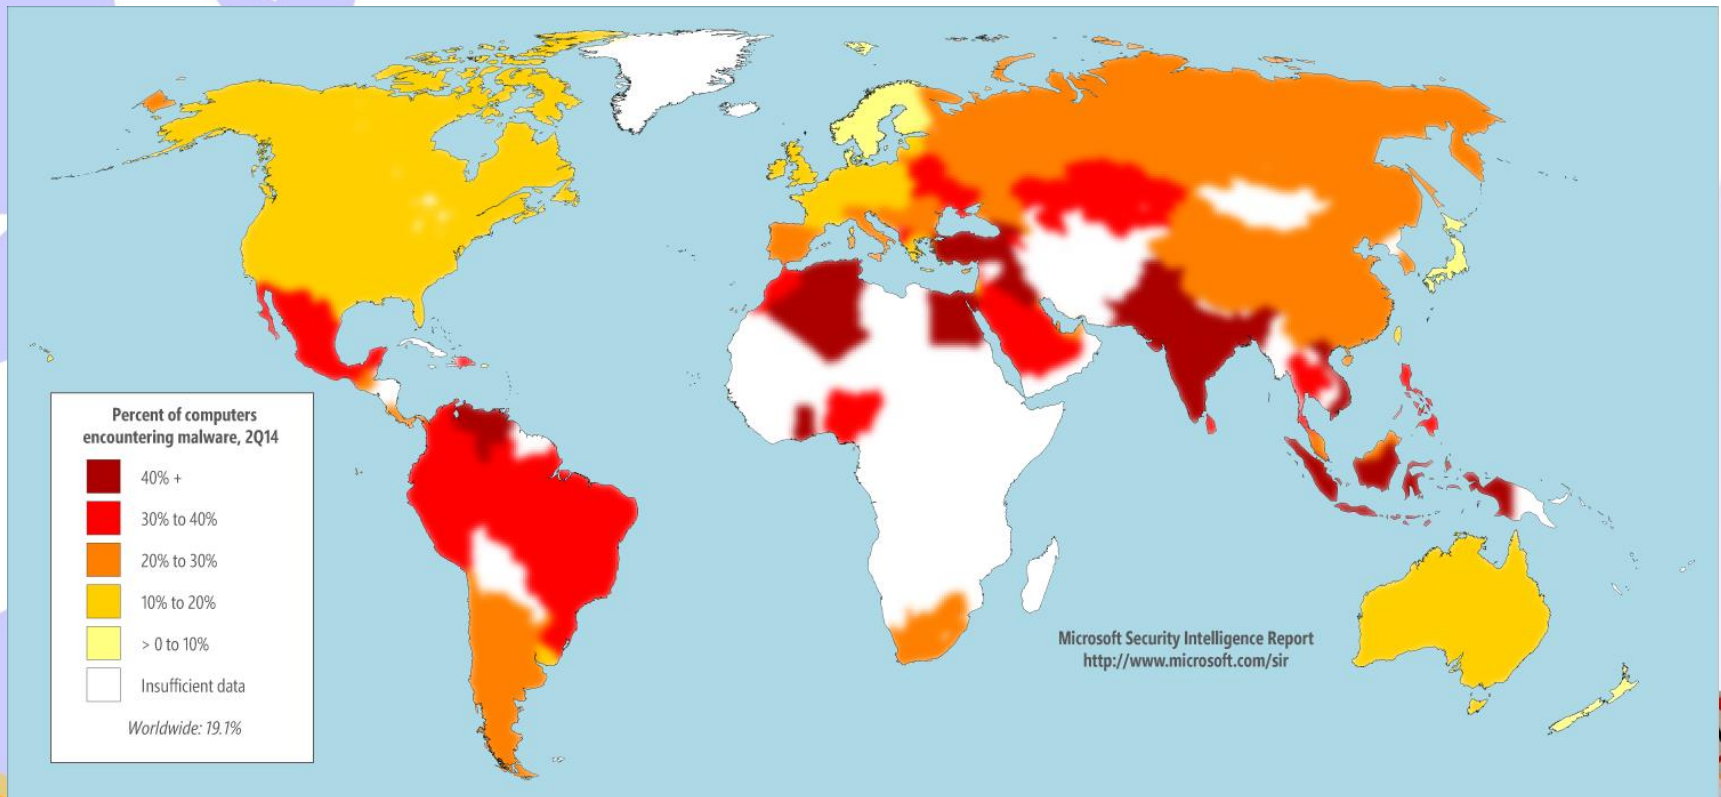 Percent of computers
encountering malware, 2Q14
40% +
30% to 40%
20% to 30%
10% to 20%
> 0 to 10%
Insufficient data
Worldwide: 19.1%
Microsoft Security Intelligence Report
http://www.microsoft.com/sir